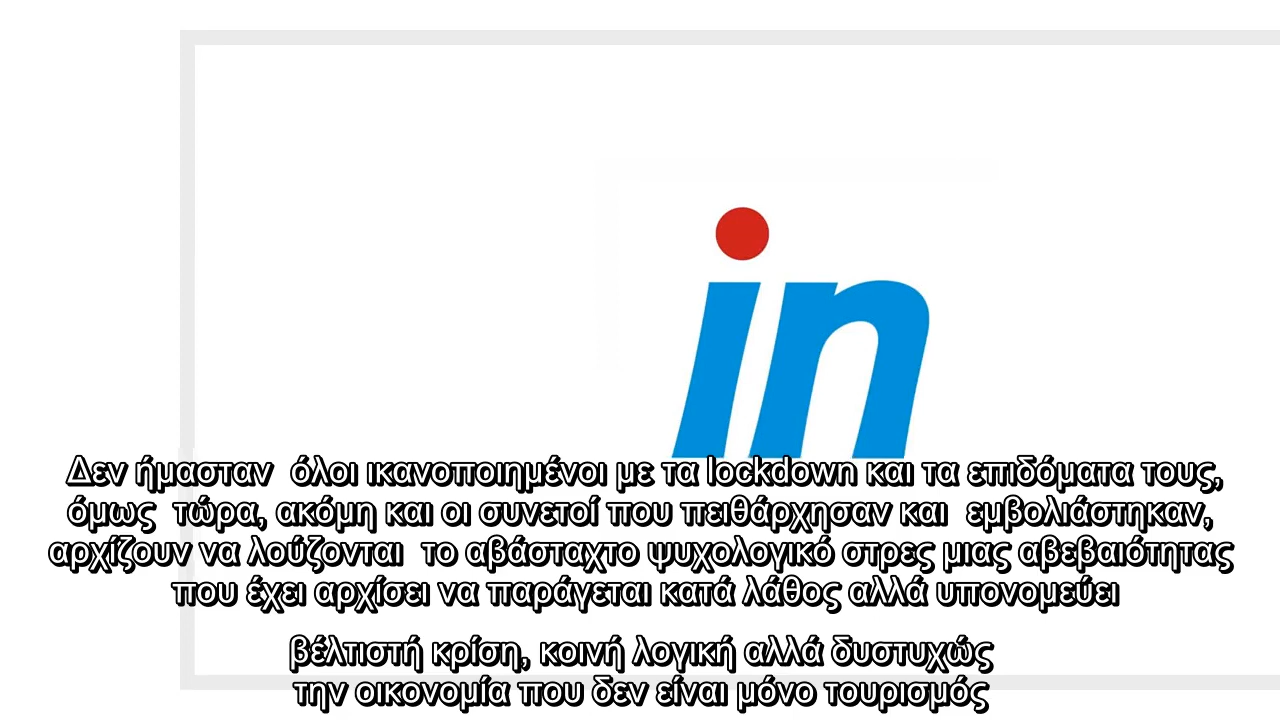 in
Δεν ήμασταν όλοι ικανοποιημένοι με τα lockdown και τα επιδόματα τους,
όμως τώρα, ακόμη και οι συνετοί που πειθάρχησαν και εμβολιάστηκαν,
αρχίζουν να λούζονται το αβάσταχτο ψυχολογικό στρες μιας αβεβαιότητας
που έχει αρχίσει να παράγεται κατά λάθος αλλά υπονομεύει
βέλτιστή κρίση, κοινή λογική αλλά δυστυχώς
την οικονομία που δεν είναι μόνο τουρισμός